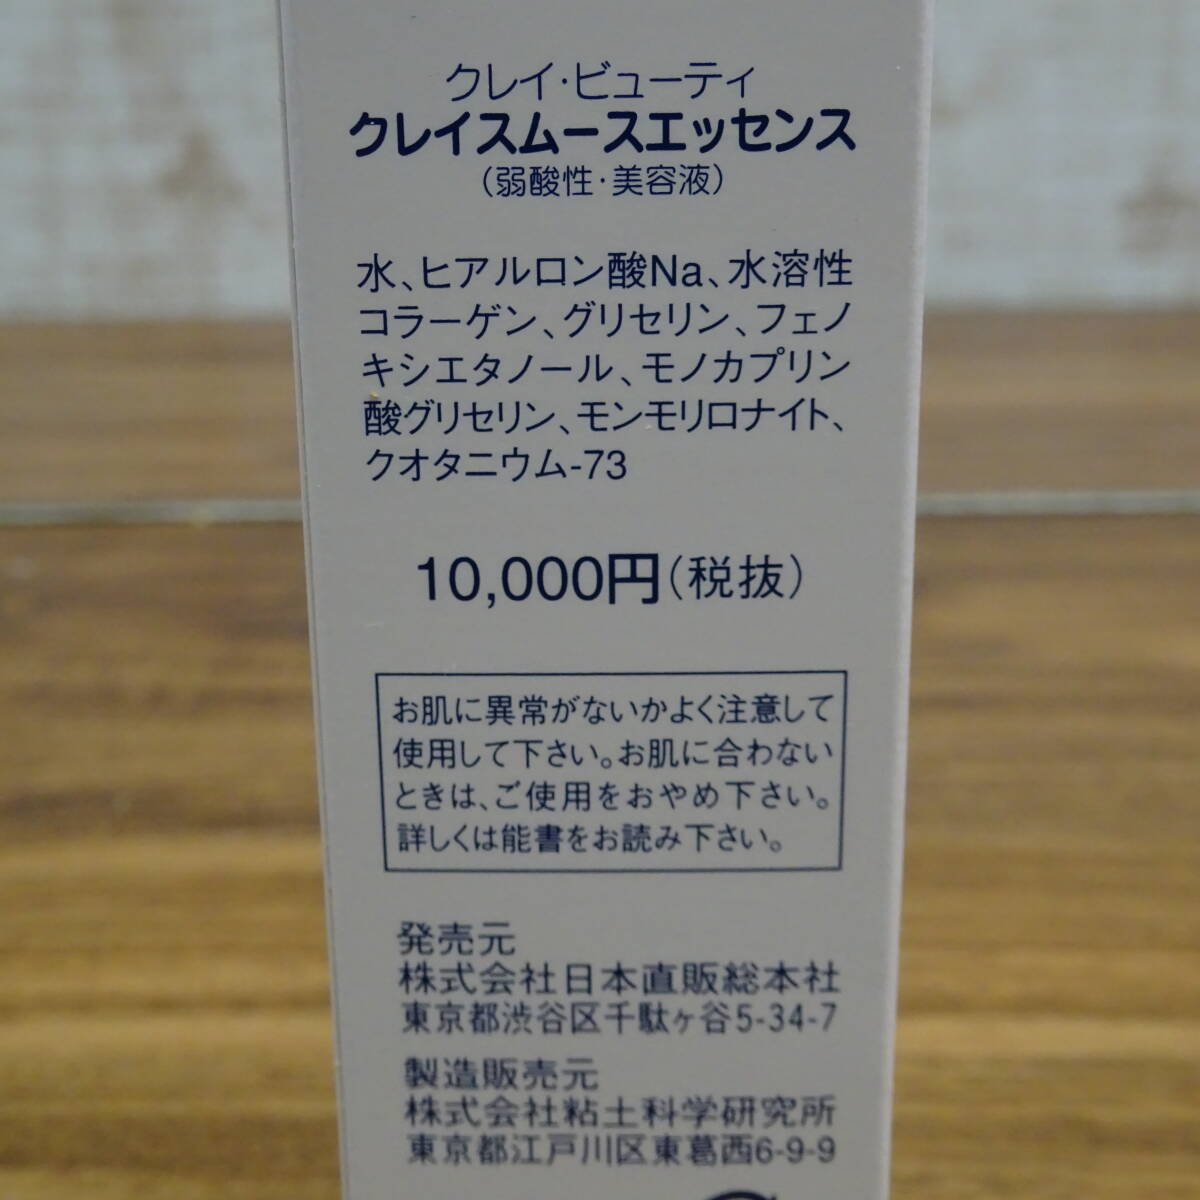 クレイ・ビューティ
クレイスムースエッセンス
（弱酸性・美容液）
水、ヒアルロン酸Na、水溶性
コラーゲン、グリセリン、フェノ
キシエタノール、モノカプリン
酸グリセリン、モンモリロナイト、
クオタニウム-73
10,000円（税抜）
お肌に異常がないかよく注意して
使用して下さい。お肌に合わない
ときは、ご使用をおやめ下さい。
詳しくは能書をお読み下さい。
発売元
株式会社日本直販総本社
東京都渋谷区千駄ヶ谷5-34-7
製造販売元
株式会社粘土科学研究所
東京都江戸川区東葛西6-9-9